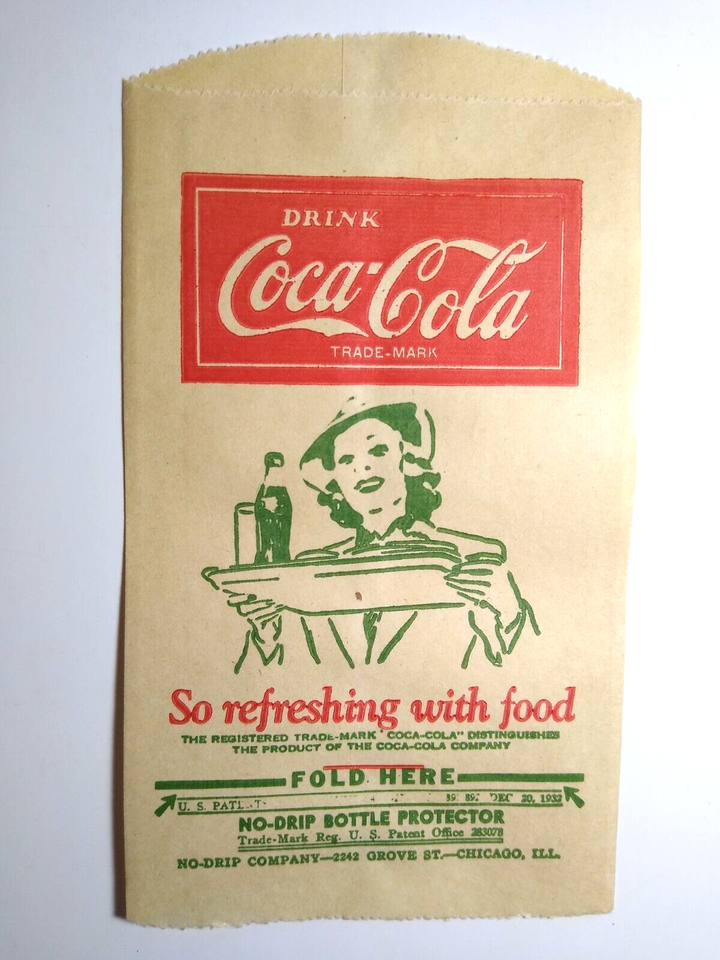 DRINK
Coca-Cola
TRADE-MARK
So refreshing with food
THE REGISTERED TRADE-MARK "COCA-COLA" DISTINGUISHES
THE PRODUCT OF THE COCA-COLA COMPANY
FOLD HERE
U. S. DEC 20, 1932
NO-DRIP BOTTLE PROTECTOR
Trade-Mark Reg. U. S. Patent Office 283078
NO-DRIP COMPANY—2242 GROVE ST.—CHICAGO, ILL.